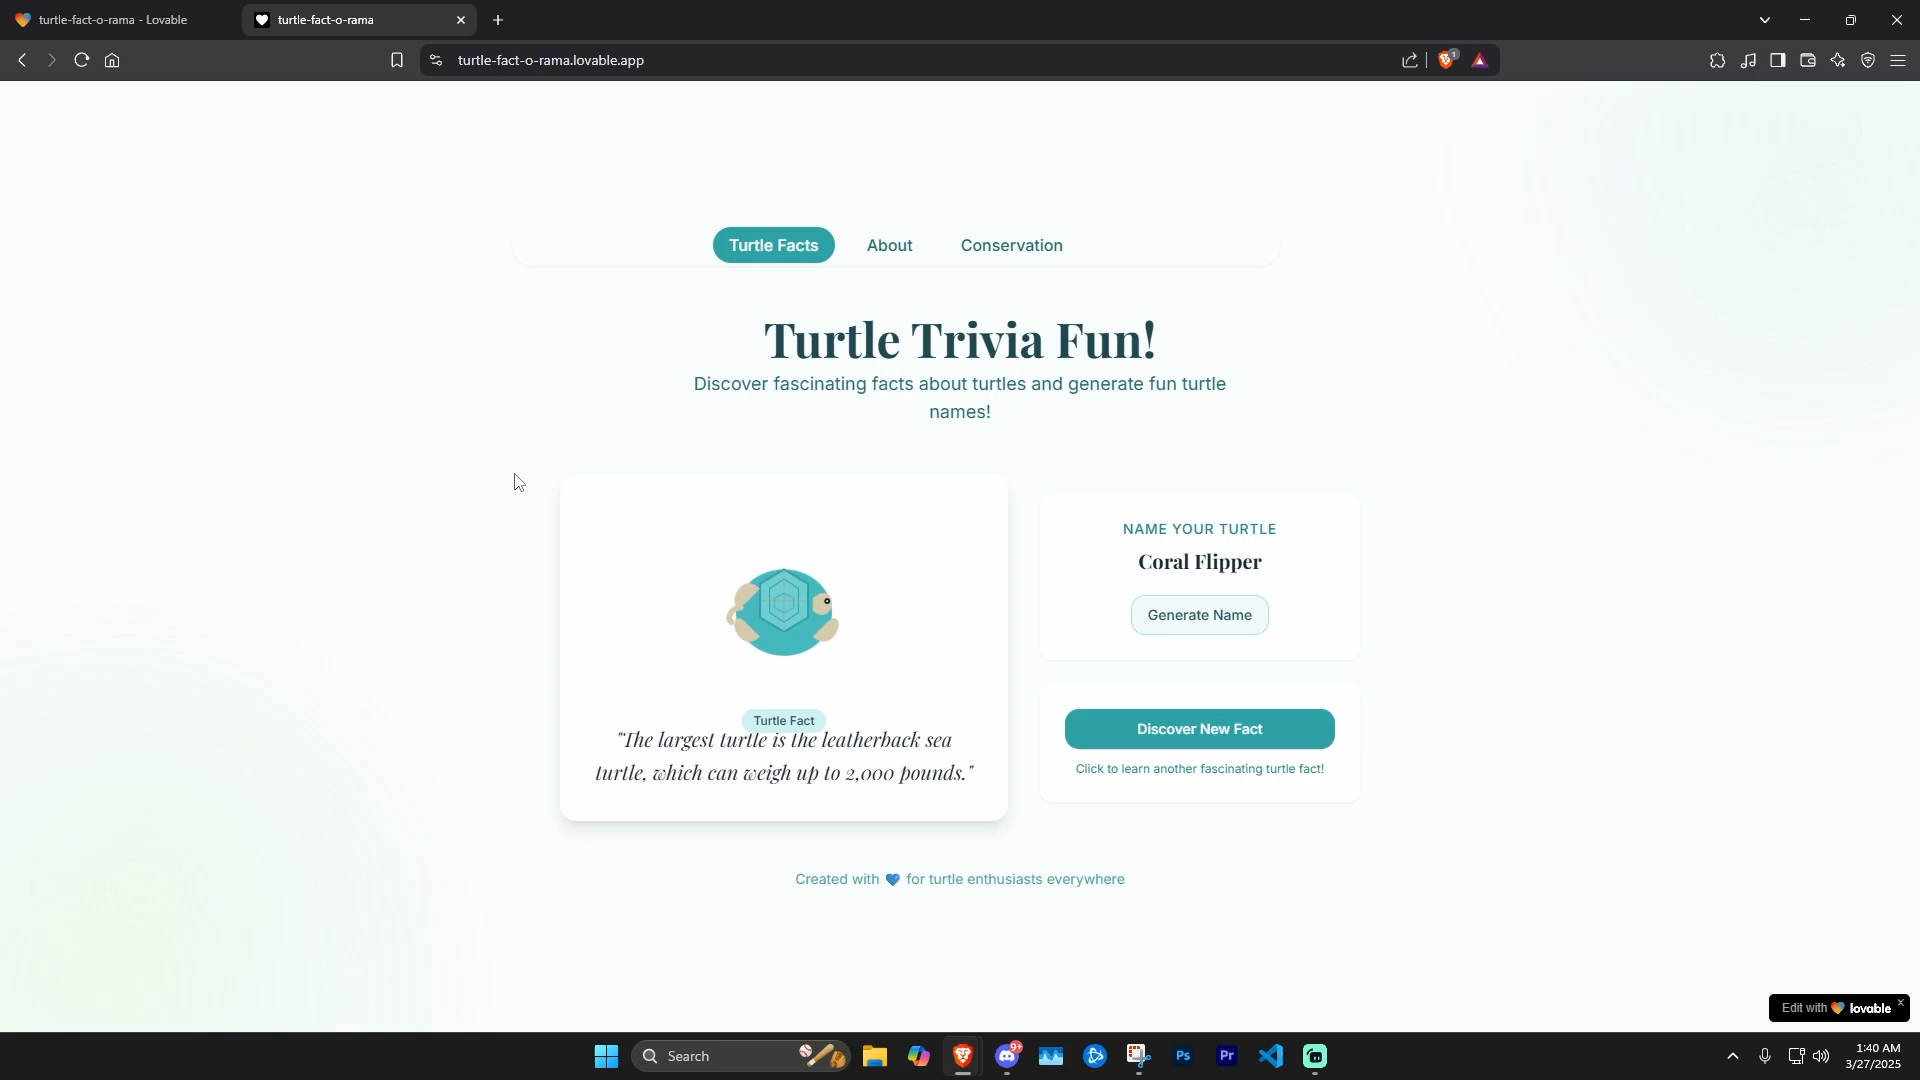 turtle-fact-o-rama - Lovable
turtle-fact-o-rama
turtle-fact-o-rama.lovable.app
1
Turtle Facts
About
Conservation
Turtle Trivia Fun!
Discover fascinating facts about turtles and generate fun turtle
names!
Turtle Fact
"The largest turtle is the leatherback sea
turtle, which can weigh up to 2,000 pounds."
NAME YOUR TURTLE
Coral Flipper
Generate Name
Discover New Fact
Click to learn another fascinating turtle fact!
Created with 💙 for turtle enthusiasts everywhere
Edit with lovable
Search
9+
Ps
Pr
1:40 AM
3/27/2025